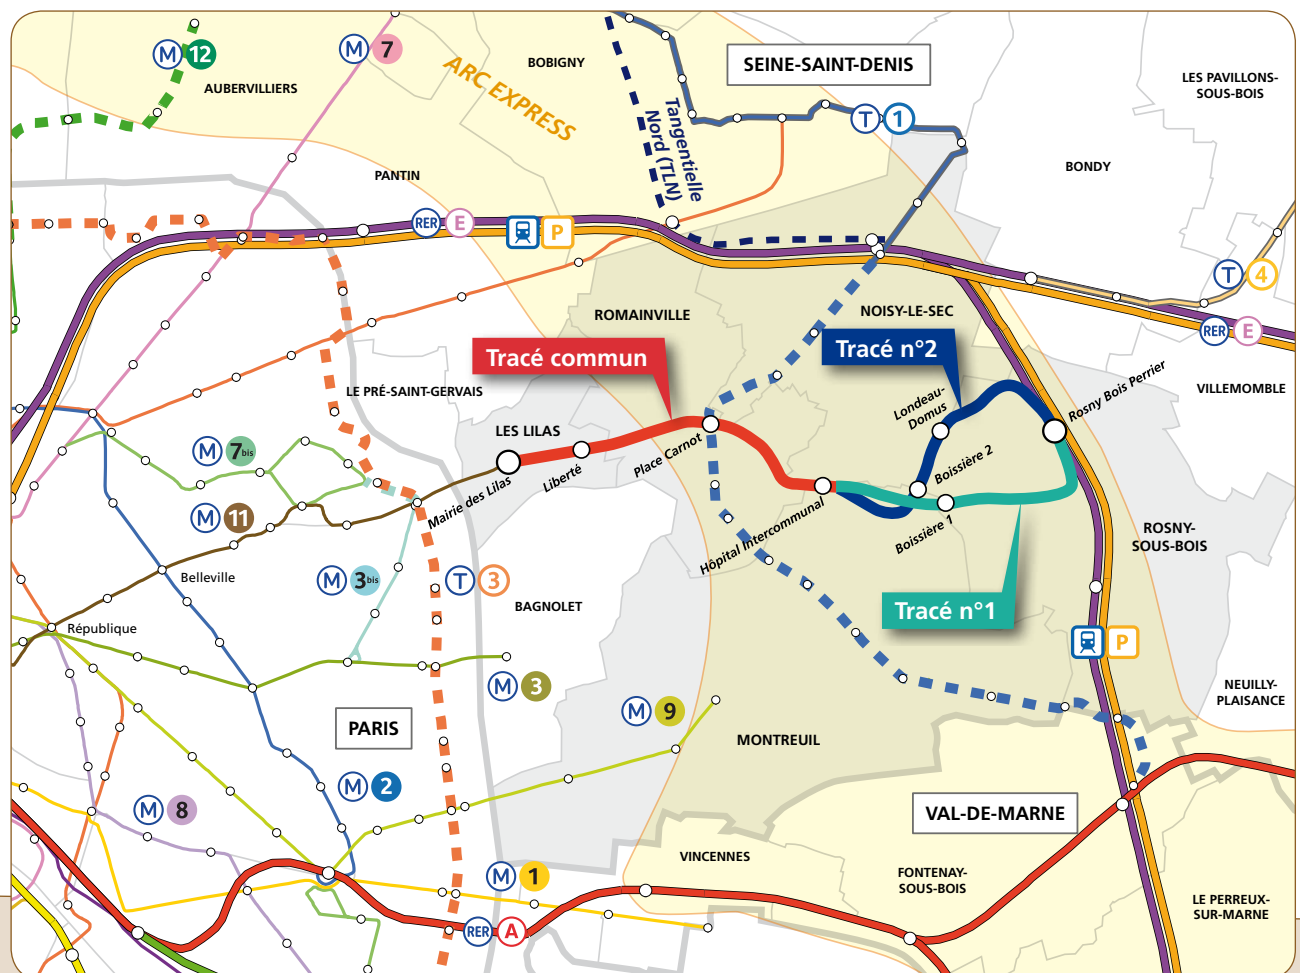 M 12
M 7
AUBERVILLIERS
ARC EXPRESS
BOBIGNY
SEINE-SAINT-DENIS
LES PAVILLONS-
SOUS-BOIS
Tangentielle
Nord (TLN)
T 1
PANTIN
BONDY
RER E
P
T 4
RER E
ROMAINVILLE
NOISY-LE-SEC
Tracé commun
Tracé n°2
LE PRÉ-SAINT-GERVAIS
VILLEMOMBLE
Londeau-
Domus
Rosny Bois Perrier
LES LILAS
M 7bis
Mairie des Lilas
Liberté
Place Carnot
Boissière 2
M 11
Hôpital Intercommunal
Boissière 1
ROSNY-
SOUS-BOIS
Belleville
M 3bis
T 3
BAGNOLET
Tracé n°1
République
P
M 3
NEUILLY-
PLAISANCE
M 9
PARIS
MONTREUIL
M 2
M 8
VAL-DE-MARNE
VINCENNES
M 1
FONTENAY-
SOUS-BOIS
LE PERREUX-
SUR-MARNE
RER A